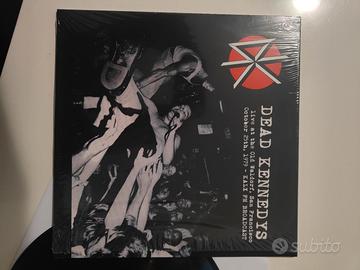 DEAD KENNEDYS
live at the Old Waldorf, San Francisco
October 25th, 1979 - KALX FM BROADCAST
subito